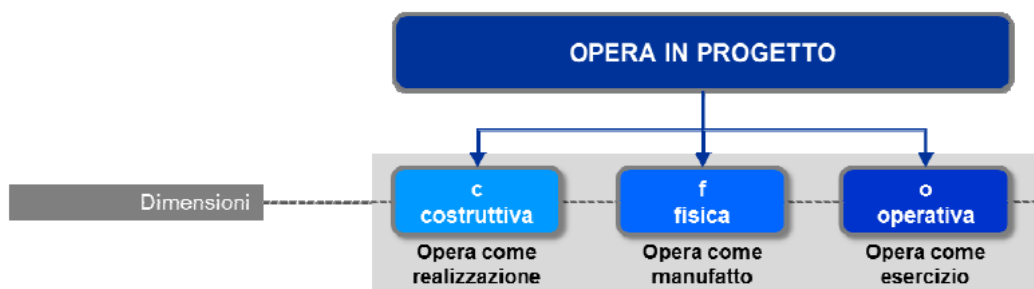 OPERA IN PROGETTO
Dimensioni
c
costruttiva
f
fisica
o
operativa
Opera come
realizzazione
Opera come
manufatto
Opera come
esercizio